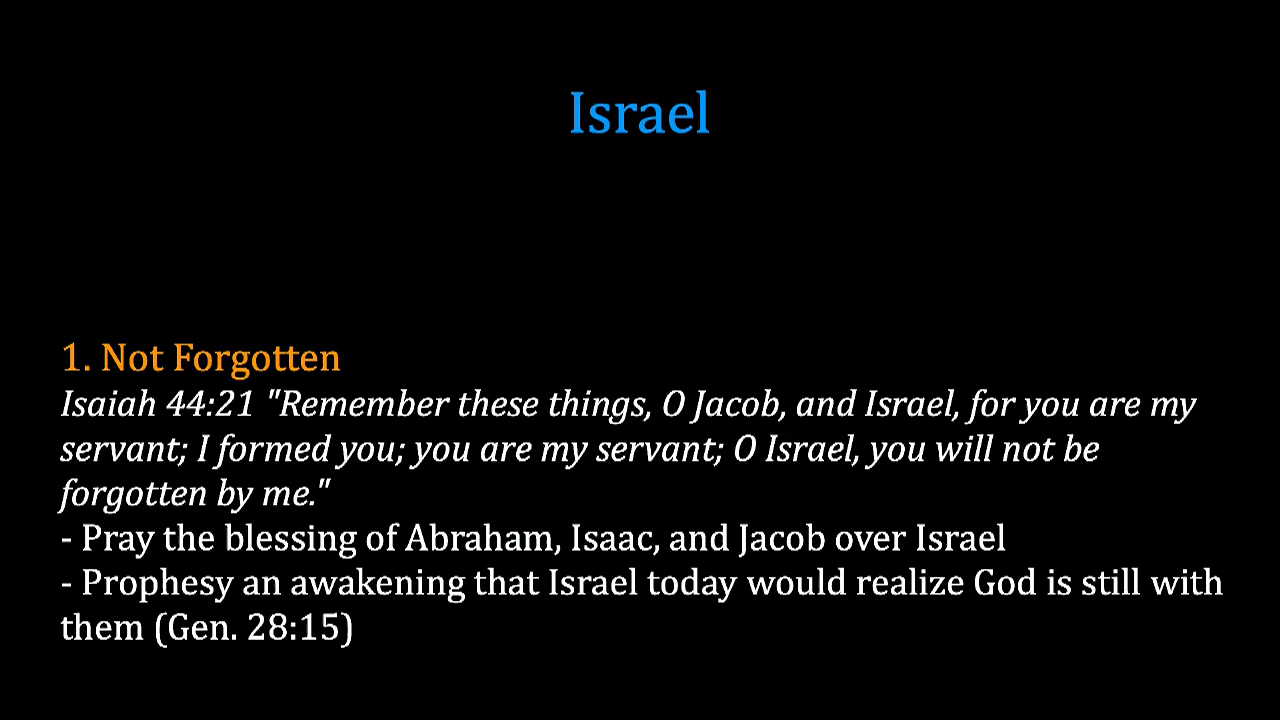 Israel
1. Not Forgotten
Isaiah 44:21 "Remember these things, O Jacob, and Israel, for you are my
servant; I formed you; you are my servant; O Israel, you will not be
forgotten by me."
- Pray the blessing of Abraham, Isaac, and Jacob over Israel
- Prophesy an awakening that Israel today would realize God is still with
them (Gen. 28:15)